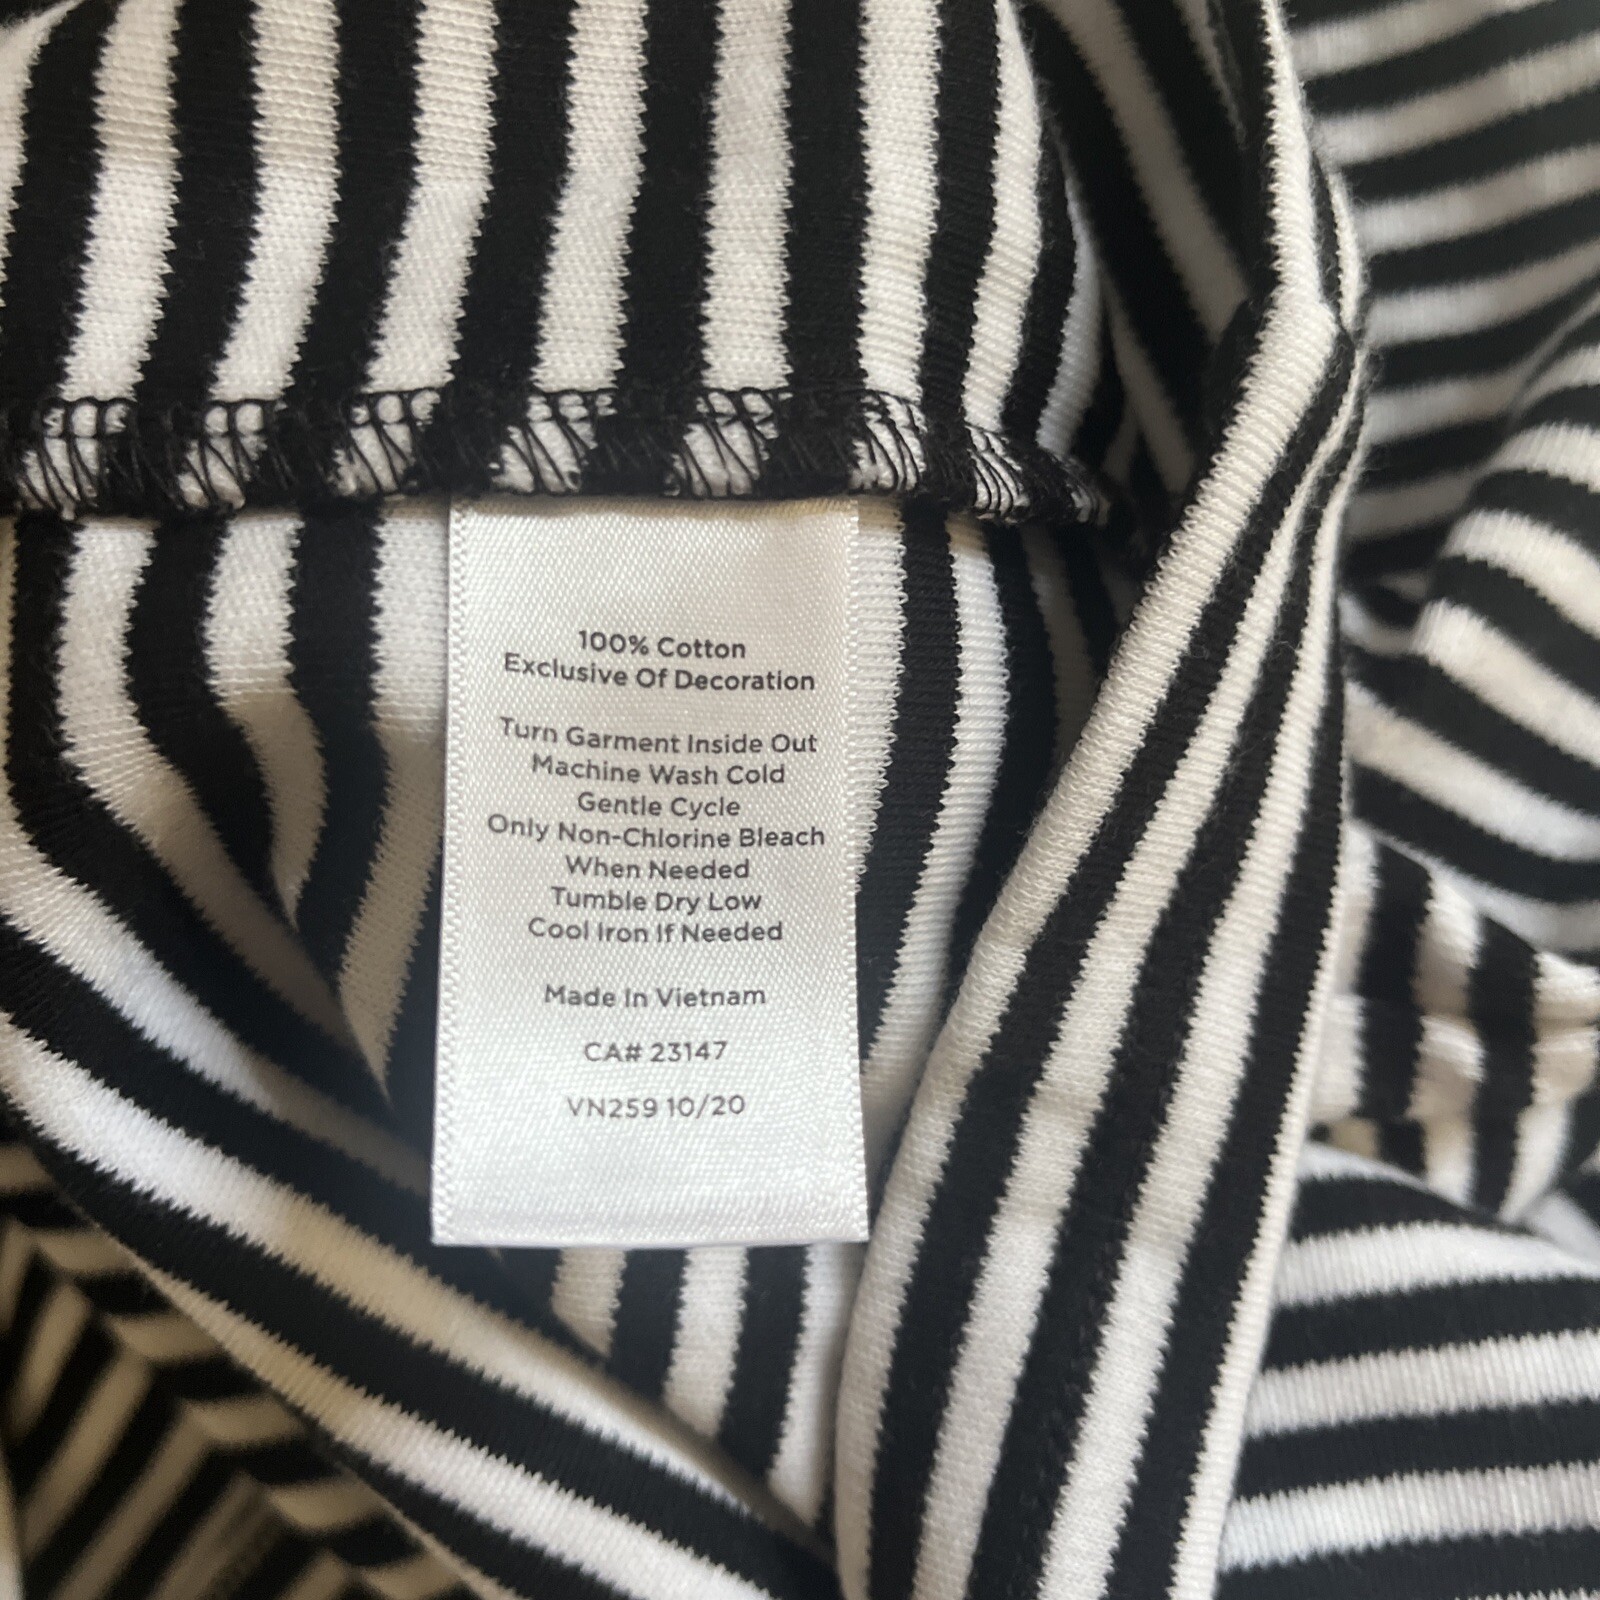 100% Cotton
Exclusive Of Decoration
Turn Garment Inside Out
Machine Wash Cold
Gentle Cycle
Only Non-Chlorine Bleach
When Needed
Tumble Dry Low
Cool Iron If Needed
Made In Vietnam
CA# 23147
VN259 10/20